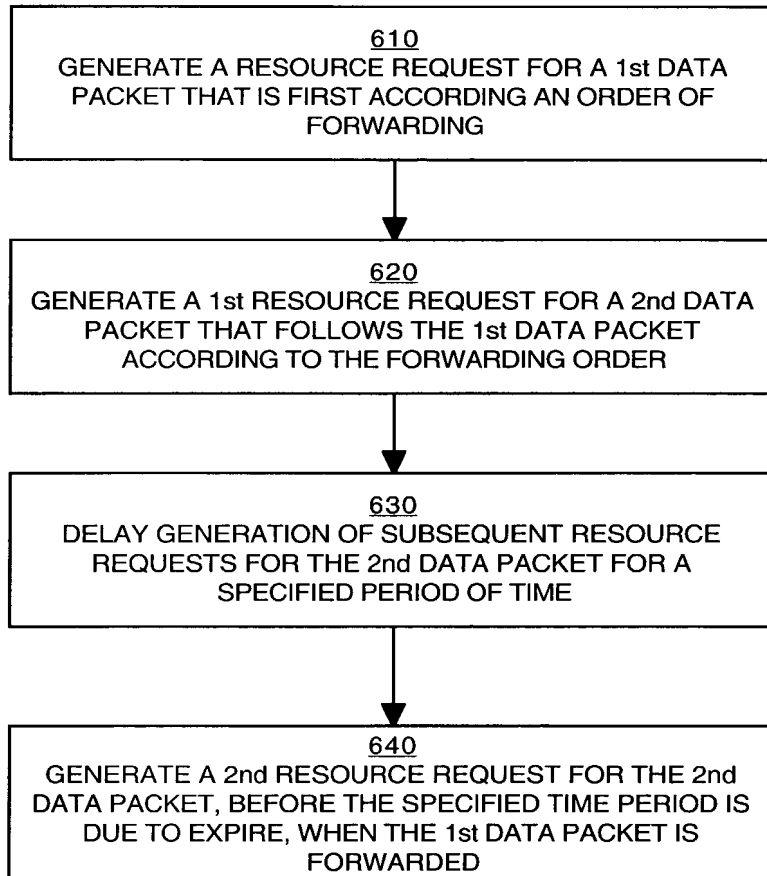 610
GENERATE A RESOURCE REQUEST FOR A 1st DATA
PACKET THAT IS FIRST ACCORDING AN ORDER OF
FORWARDING
620
GENERATE A 1st RESOURCE REQUEST FOR A 2nd DATA
PACKET THAT FOLLOWS THE 1st DATA PACKET
ACCORDING TO THE FORWARDING ORDER
630
DELAY GENERATION OF SUBSEQUENT RESOURCE
REQUESTS FOR THE 2nd DATA PACKET FOR A
SPECIFIED PERIOD OF TIME
640
GENERATE A 2nd RESOURCE REQUEST FOR THE 2nd
DATA PACKET, BEFORE THE SPECIFIED TIME PERIOD IS
DUE TO EXPIRE, WHEN THE 1st DATA PACKET IS
FORWARDED